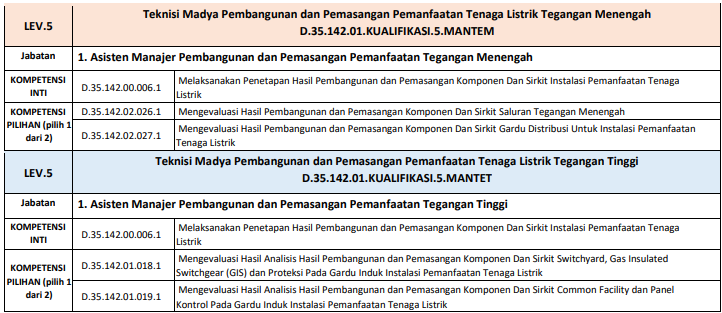 LEV.5
Teknisi Madya Pembangunan dan Pemasangan Pemanfaatan Tenaga Listrik Tegangan Menengah
D.35.142.01.KUALIFIKASI.5.MANTEM
Jabatan
1. Asisten Manajer Pembangunan dan Pemasangan Pemanfaatan Tegangan Menengah
KOMPETENSI
INTI
D.35.142.00.006.1
Melaksanakan Penetapan Hasil Pembangunan dan Pemasangan Komponen Dan Sirkit Instalasi Pemanfaatan Tenaga
Listrik
KOMPETENSI
PILIHAN (pilih 1
dari 2)
D.35.142.02.026.1
Mengevaluasi Hasil Pembangunan dan Pemasangan Komponen Dan Sirkit Saluran Tegangan Menengah
D.35.142.02.027.1
Mengevaluasi Hasil Pembangunan dan Pemasangan Komponen Dan Sirkit Gardu Distribusi Untuk Instalasi Pemanfaatan
Tenaga Listrik
LEV.5
Teknisi Madya Pembangunan dan Pemasangan Pemanfaatan Tenaga Listrik Tegangan Tinggi
D.35.142.01.KUALIFIKASI.5.MANTET
Jabatan
1. Asisten Manajer Pembangunan dan Pemasangan Pemanfaatan Tegangan Tinggi
KOMPETENSI
INTI
D.35.142.00.006.1
Melaksanakan Penetapan Hasil Pembangunan dan Pemasangan Komponen Dan Sirkit Instalasi Pemanfaatan Tenaga
Listrik
KOMPETENSI
PILIHAN (pilih 1
dari 2)
D.35.142.01.018.1
Mengevaluasi Hasil Analisis Hasil Pembangunan dan Pemasangan Komponen Dan Sirkit Switchyard, Gas Insulated
Switchgear (GIS) dan Proteksi Pada Gardu Induk Instalasi Pemanfaatan Tenaga Listrik
D.35.142.01.019.1
Mengevaluasi Hasil Analisis Hasil Pembangunan dan Pemasangan Komponen Dan Sirkit Common Facility dan Panel
Kontrol Pada Gardu Induk Instalasi Pemanfaatan Tenaga Listrik